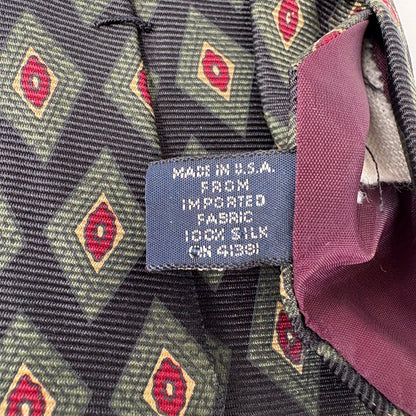 MADE IN U.S.A.
FROM
IMPORTED
FABRIC
100% SILK
RN 41381